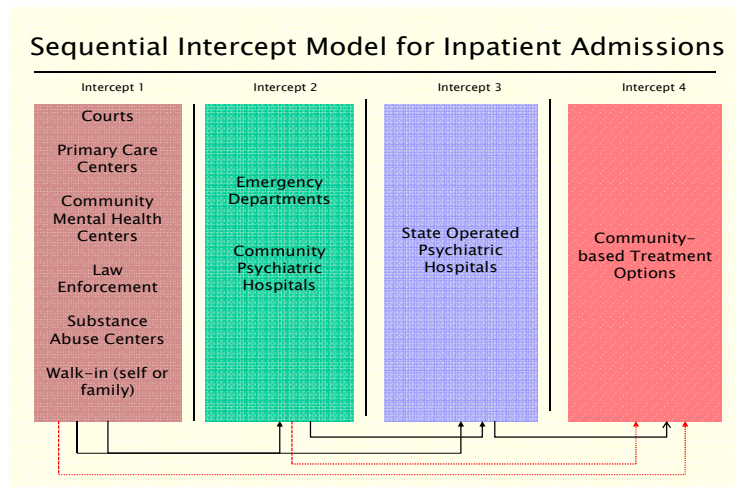 Sequential Intercept Model for Inpatient Admissions
Intercept 1
Intercept 2
Intercept 3
Intercept 4
Courts
Primary Care
Centers
Community
Mental Health
Centers
Law
Enforcement
Substance
Abuse Centers
Walk-in (self or
family)
Emergency
Departments
Community
Psychiatric
Hospitals
State Operated
Psychiatric
Hospitals
Community-
based Treatment
Options